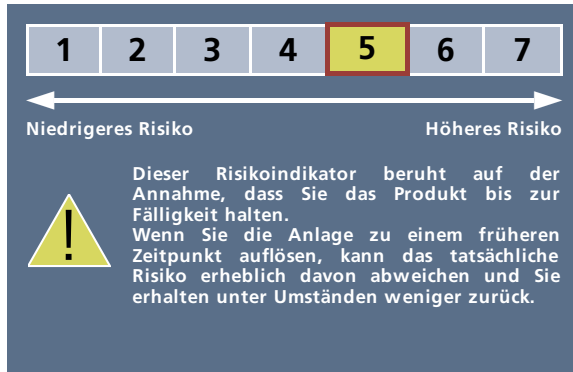 1 2 3 4 5 6 7
Niedrigeres Risiko Höheres Risiko
Dieser Risikoindikator beruht auf der
Annahme, dass Sie das Produkt bis zur
Fälligkeit halten.
Wenn Sie die Anlage zu einem früheren
Zeitpunkt auflösen, kann das tatsächliche
Risiko erheblich davon abweichen und Sie
erhalten unter Umständen weniger zurück.
!